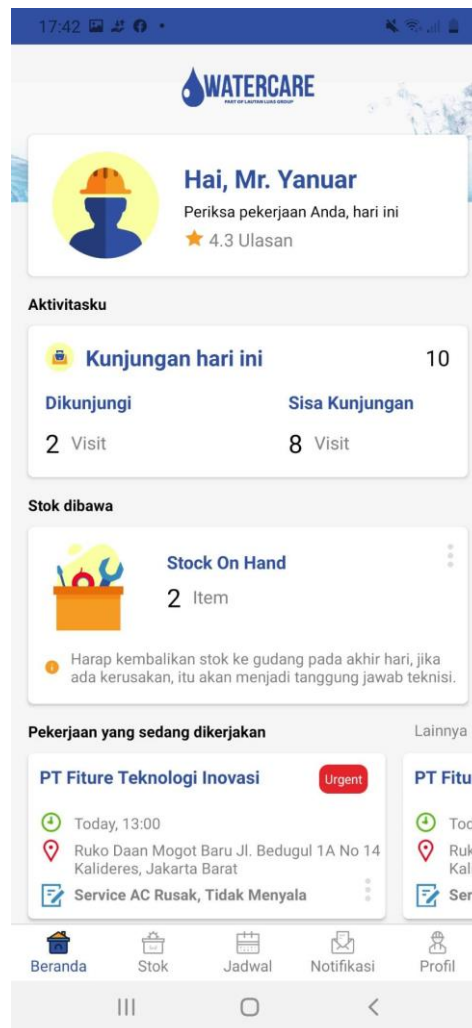 17:42
WATERCARE
PART OF LAUTAN LUAS GROUP
Hai, Mr. Yanuar
Periksa pekerjaan Anda, hari ini
4.3 Ulasan
Aktivitasku
Kunjungan hari ini 10
Dikunjungi Sisa Kunjungan
2 Visit 8 Visit
Stok dibawa
Stock On Hand
2 Item
Harap kembalikan stok ke gudang pada akhir hari, jika
ada kerusakan, itu akan menjadi tanggung jawab teknisi.
Pekerjaan yang sedang dikerjakan Lainnya
PT Fiture Teknologi Inovasi Urgent PT Fitu
Today, 13:00 Tod
Ruko Daan Mogot Baru Jl. Bedugul 1A No 14 Ruk
Kalideres, Jakarta Barat Kali
Service AC Rusak, Tidak Menyala Ser
Beranda Stok Jadwal Notifikasi Profil